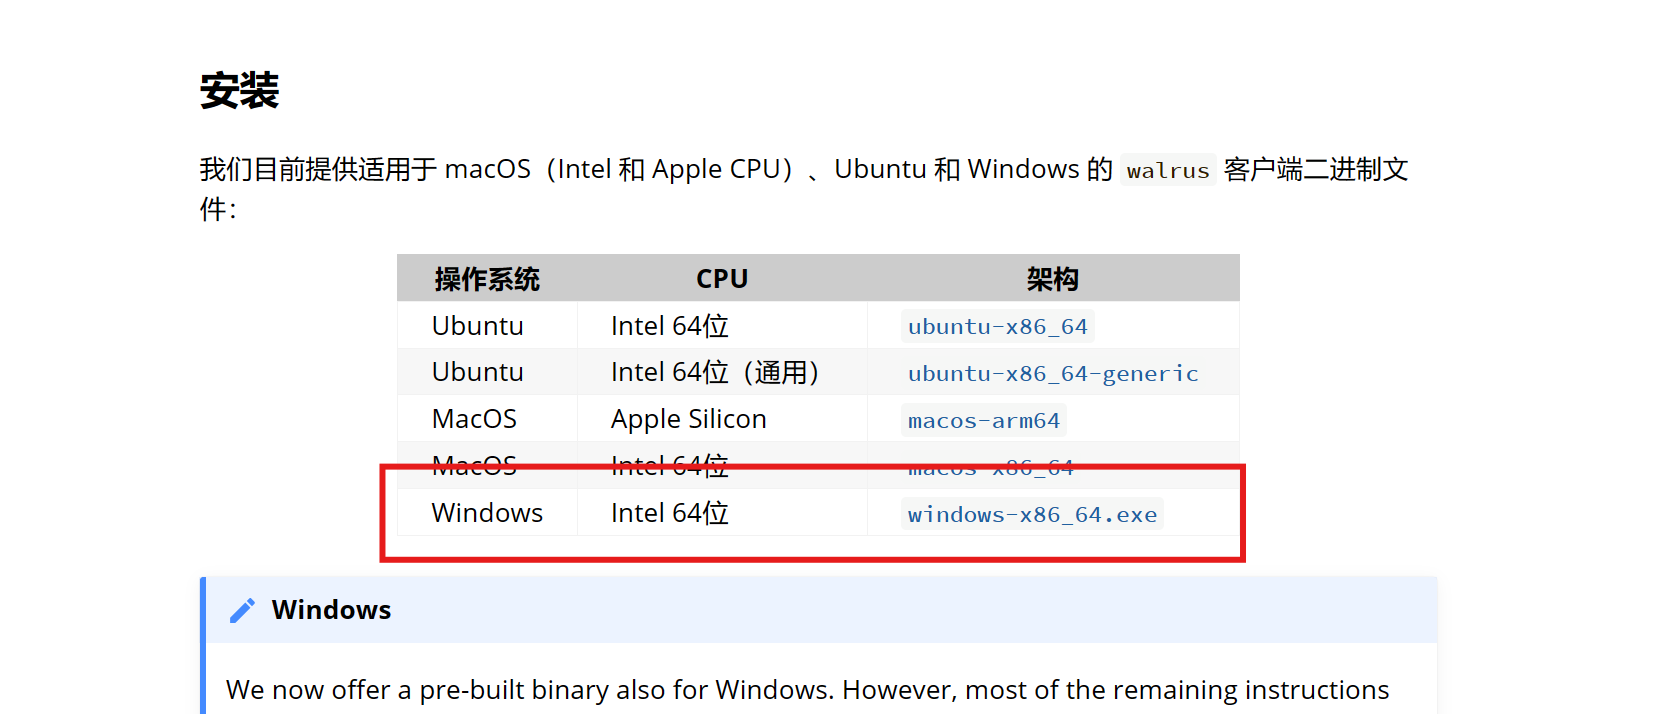 安装
我们目前提供适用于 macOS（Intel 和 Apple CPU）、Ubuntu 和 Windows 的 walrus 客户端二进制文
件：
操作系统 CPU 架构
Ubuntu Intel 64位 ubuntu-x86_64
Ubuntu Intel 64位（通用） ubuntu-x86_64-generic
MacOS Apple Silicon macos-arm64
MacOS Intel 64位 macos-x86_64
Windows Intel 64位 windows-x86_64.exe
Windows
We now offer a pre-built binary also for Windows. However, most of the remaining instructions